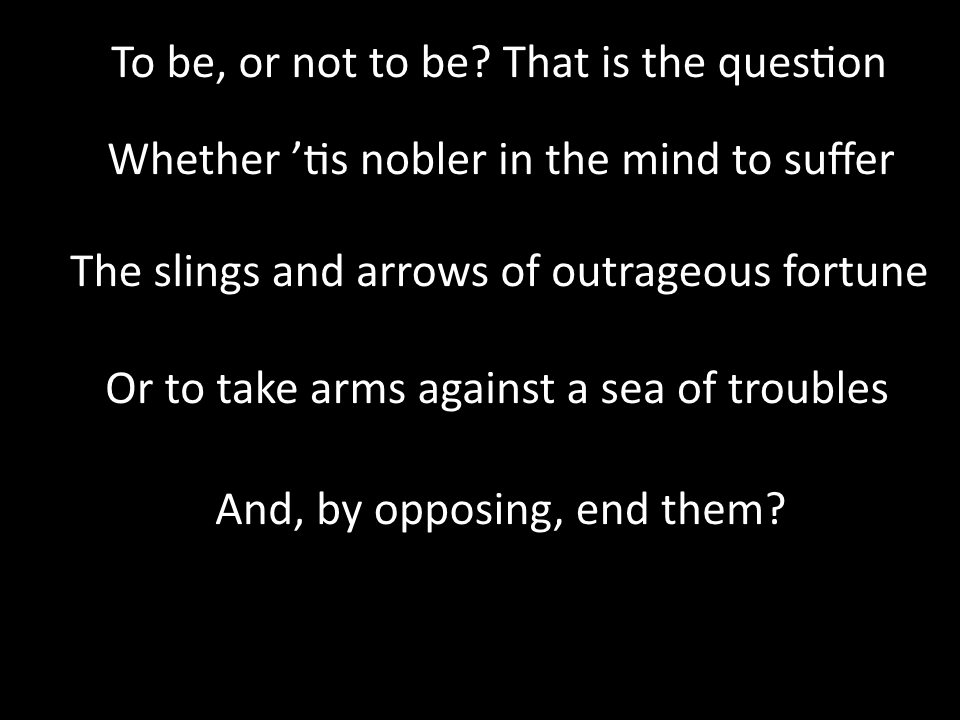 To be, or not to be? That is the question
Whether ’tis nobler in the mind to suffer
The slings and arrows of outrageous fortune
Or to take arms against a sea of troubles
And, by opposing, end them?